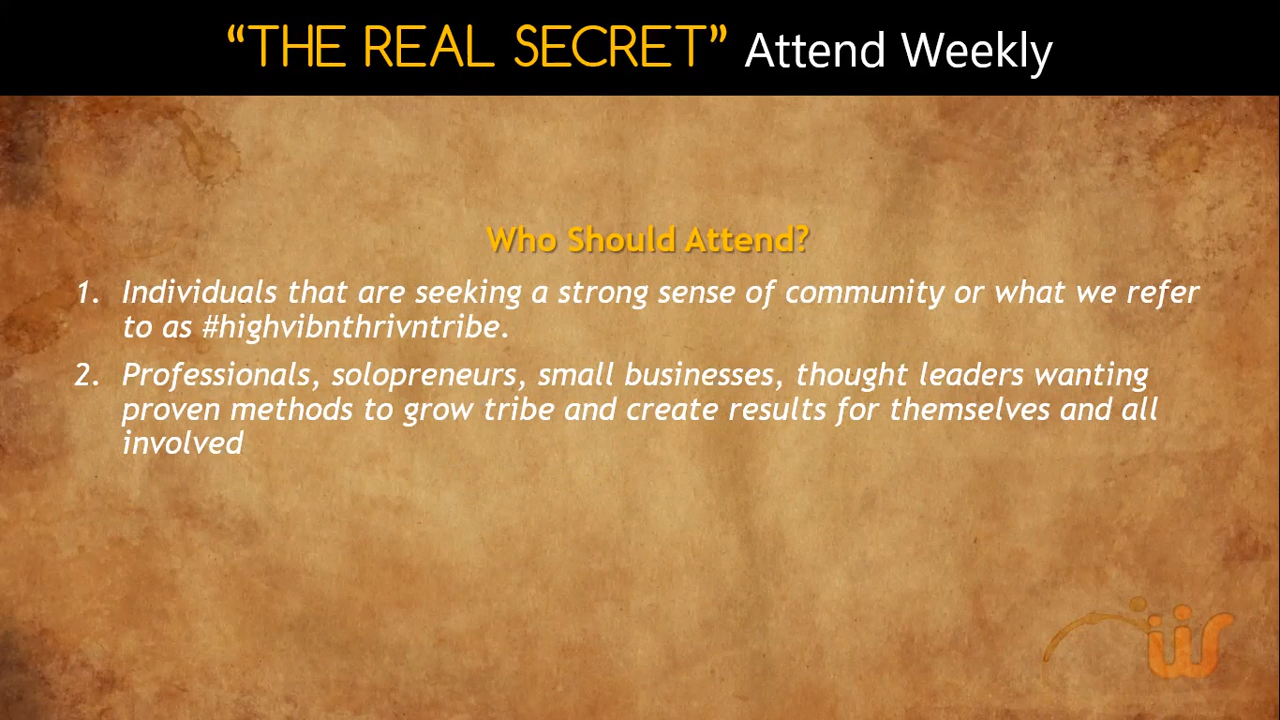 “THE REAL SECRET” Attend Weekly
Who Should Attend?
1. Individuals that are seeking a strong sense of community or what we refer
to as #highvibnthrivntribe.
2. Professionals, solopreneurs, small businesses, thought leaders wanting
proven methods to grow tribe and create results for themselves and all
involved